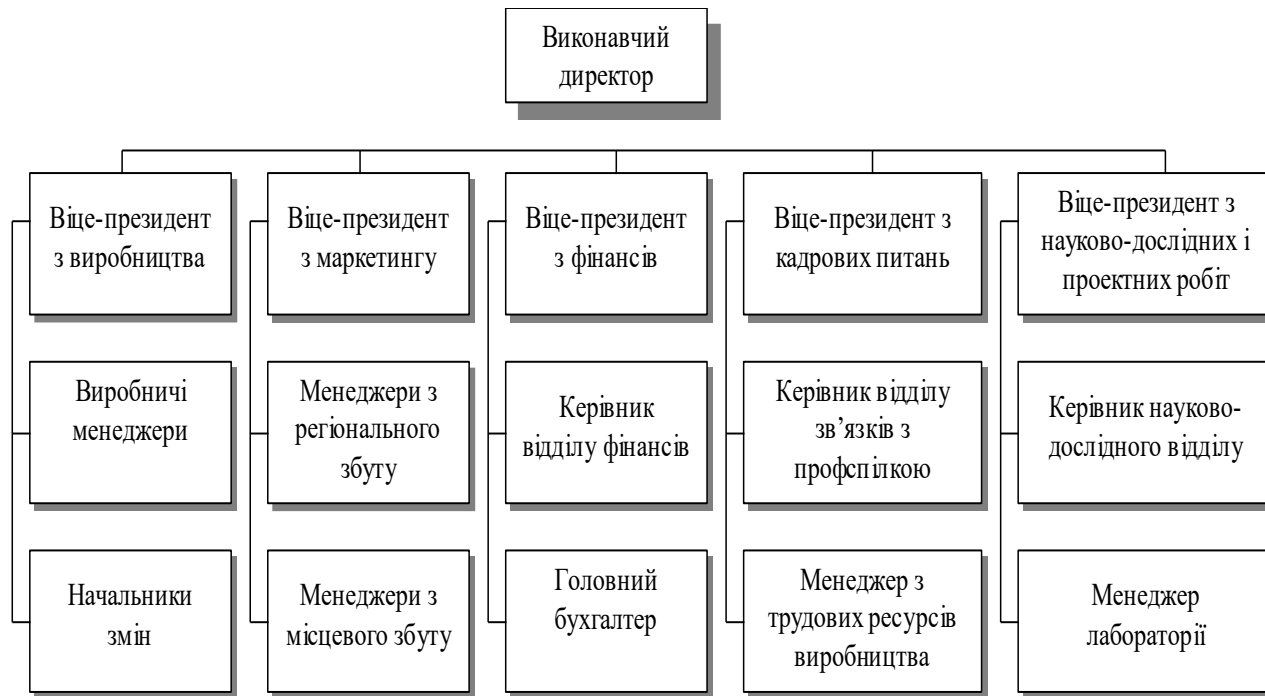 Виконавчий
директор
Віце-президент
з виробництва
Віце-президент
з маркетингу
Віце-президент
з фінансів
Віце-президент з
кадрових питань
Віце-президент з
науково-дослідних і
проектних робіт
Виробничі
менеджери
Менеджери з
регіонального
збуту
Керівник
відділу фінансів
Керівник відділу
зв’язків з
профспілкою
Керівник науково-
дослідного відділу
Начальники
змін
Менеджери з
місцевого збуту
Головний
бухгалтер
Менеджер з
трудових ресурсів
виробництва
Менеджер
лабораторії